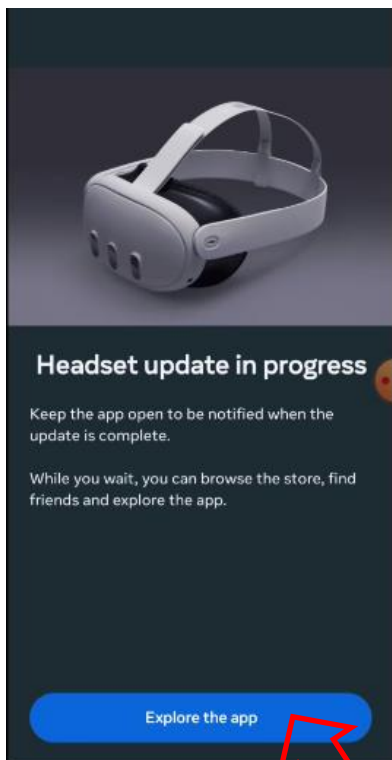 Headset update in progress
Keep the app open to be notified when the
update is complete.
While you wait, you can browse the store, find
friends and explore the app.
Explore the app